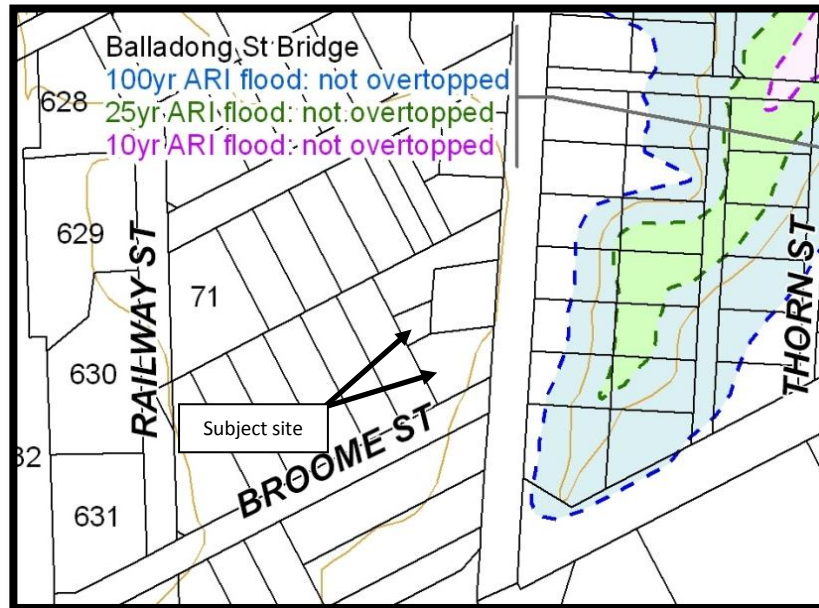 Balladong St Bridge
100yr ARI flood: not overtopped
25yr ARI flood: not overtopped
10yr ARI flood: not overtopped
628
629
71
RAILWAY ST
THORN ST
630
Subject site
BROOME ST
32
631